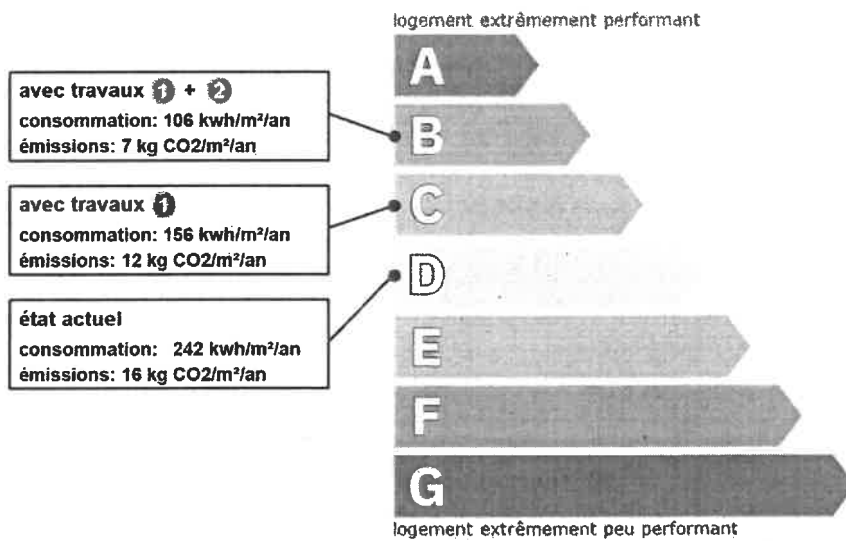 logement extrêmement performant
A
avec travaux 1 + 2
consommation: 106 kwh/m²/an
émissions: 7 kg CO2/m²/an
B
avec travaux 1
consommation: 156 kwh/m²/an
émissions: 12 kg CO2/m²/an
C
D
état actuel
consommation: 242 kwh/m²/an
émissions: 16 kg CO2/m²/an
E
F
G
logement extrêmement peu performant